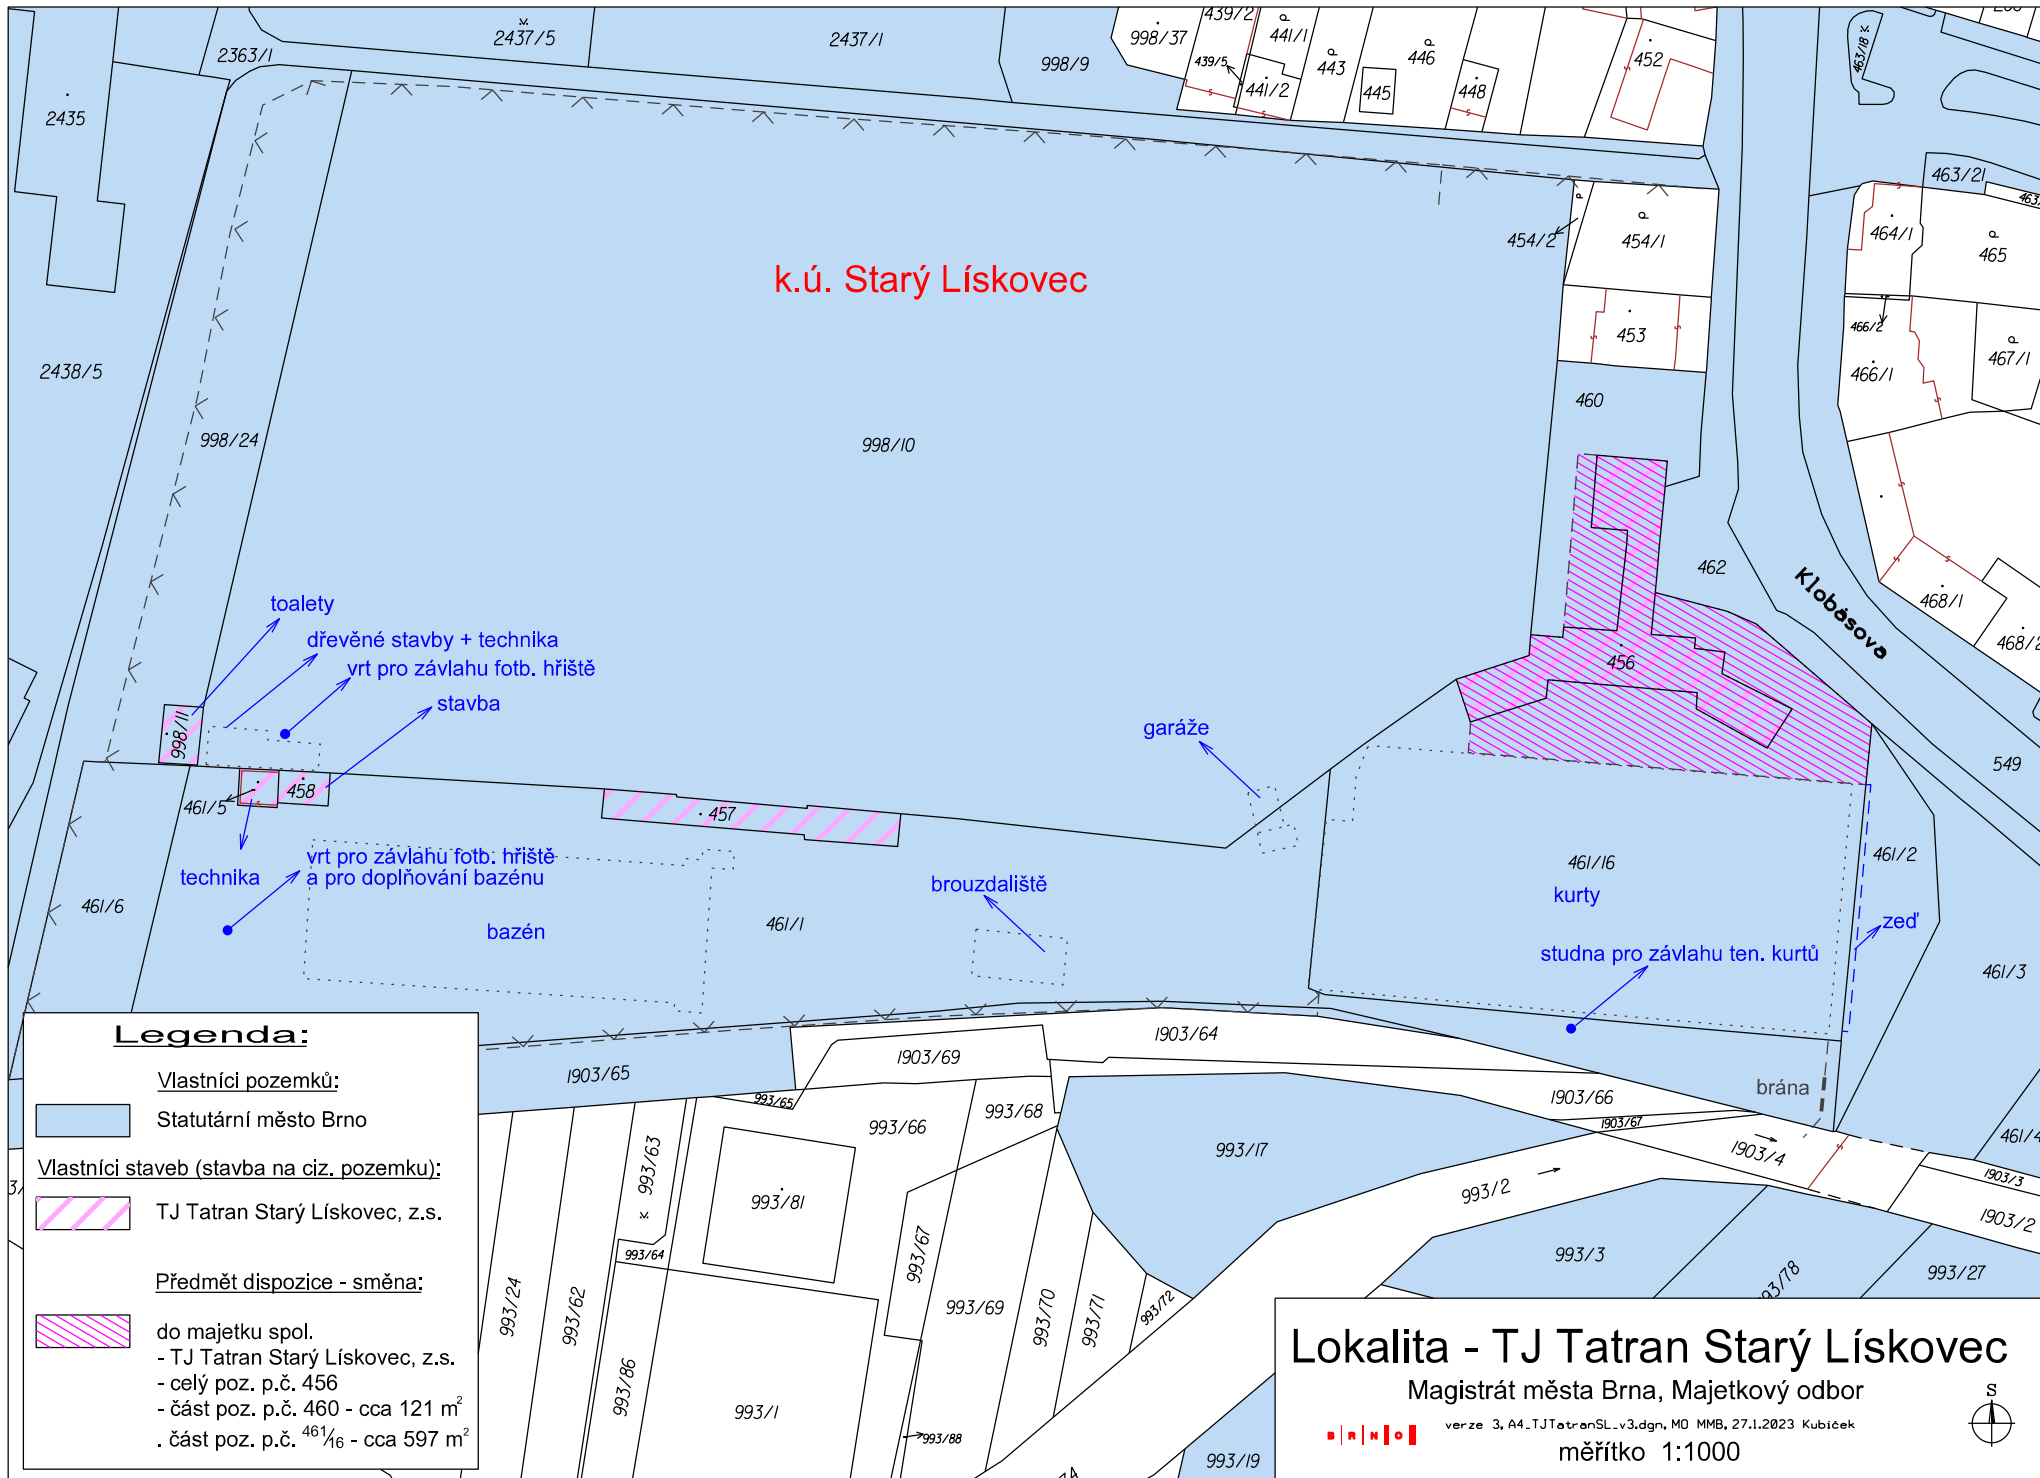 2437/5
2437/1
2363/1
998/9
998/37
439/2
439/5
441/1
441/2
443
445
446
448
452
463/18
2435
463/21
454/2
454/1
464/1
465
k.ú. Starý Lískovec
453
466/2
467/1
466/1
2438/5
460
998/24
998/10
462
Klobásova
468/1
toalety
dřevěné stavby + technika
vrt pro závlahu fotb. hřiště
stavba
456
998/11
garáže
549
461/5
458
457
461/16
461/2
technika
vrt pro závlahu fotb. hřiště
a pro doplňování bazénu
brouzdaliště
kurty
461/6
bazén
461/1
zeď
studna pro závlahu ten. kurtů
461/3
1903/64
1903/69
1903/65
brána
1903/66
1903/67
993/65
993/66
993/68
993/63
993/17
1903/4
461/4
1903/3
993/81
993/2
1903/2
993/64
993/67
993/3
993/27
993/24
993/62
993/69
993/70
993/71
993/72
993/86
993/1
993/88
993/19
Legenda:
Vlastníci pozemků:
Statutární město Brno
Vlastníci staveb (stavba na ciz. pozemku):
TJ Tatran Starý Lískovec, z.s.
Předmět dispozice - směna:
do majetku spol.
- TJ Tatran Starý Lískovec, z.s.
- celý poz. p.č. 456
- část poz. p.č. 460 - cca 121 m²
. část poz. p.č. 461/16 - cca 597 m²
Lokalita - TJ Tatran Starý Lískovec
Magistrát města Brna, Majetkový odbor
B R N O
verze 3, A4_TJTatranSL_v3.dgn, MO MMB, 27.1.2023 Kubíček
měřítko 1:1000
S